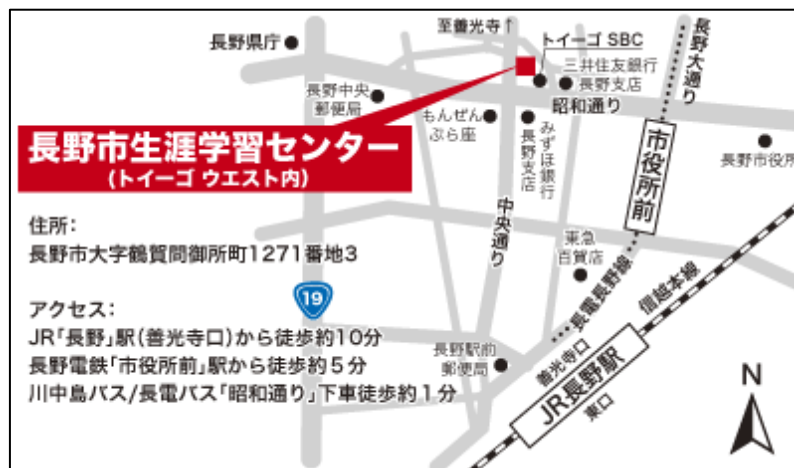 至善光寺↑
長野県庁
トイーゴ SBC
三井住友銀行
長野支店
長野大通り
長野中央
郵便局
昭和通り
もんぜん
ぷら座
みずほ銀行
長野支店
市役所前
長野市役所
長野市生涯学習センター
(トイーゴ ウエスト内)
中央通り
住所:
長野市大字鶴賀問御所町1271番地3
東急
百貨店
長電長野線
信越本線
19
アクセス:
JR「長野」駅(善光寺口)から徒歩約10分
長野電鉄「市役所前」駅から徒歩約5分
川中島バス/長電バス「昭和通り」下車徒歩約1分
長野駅前
郵便局
善光寺口
JR長野駅
東口
N